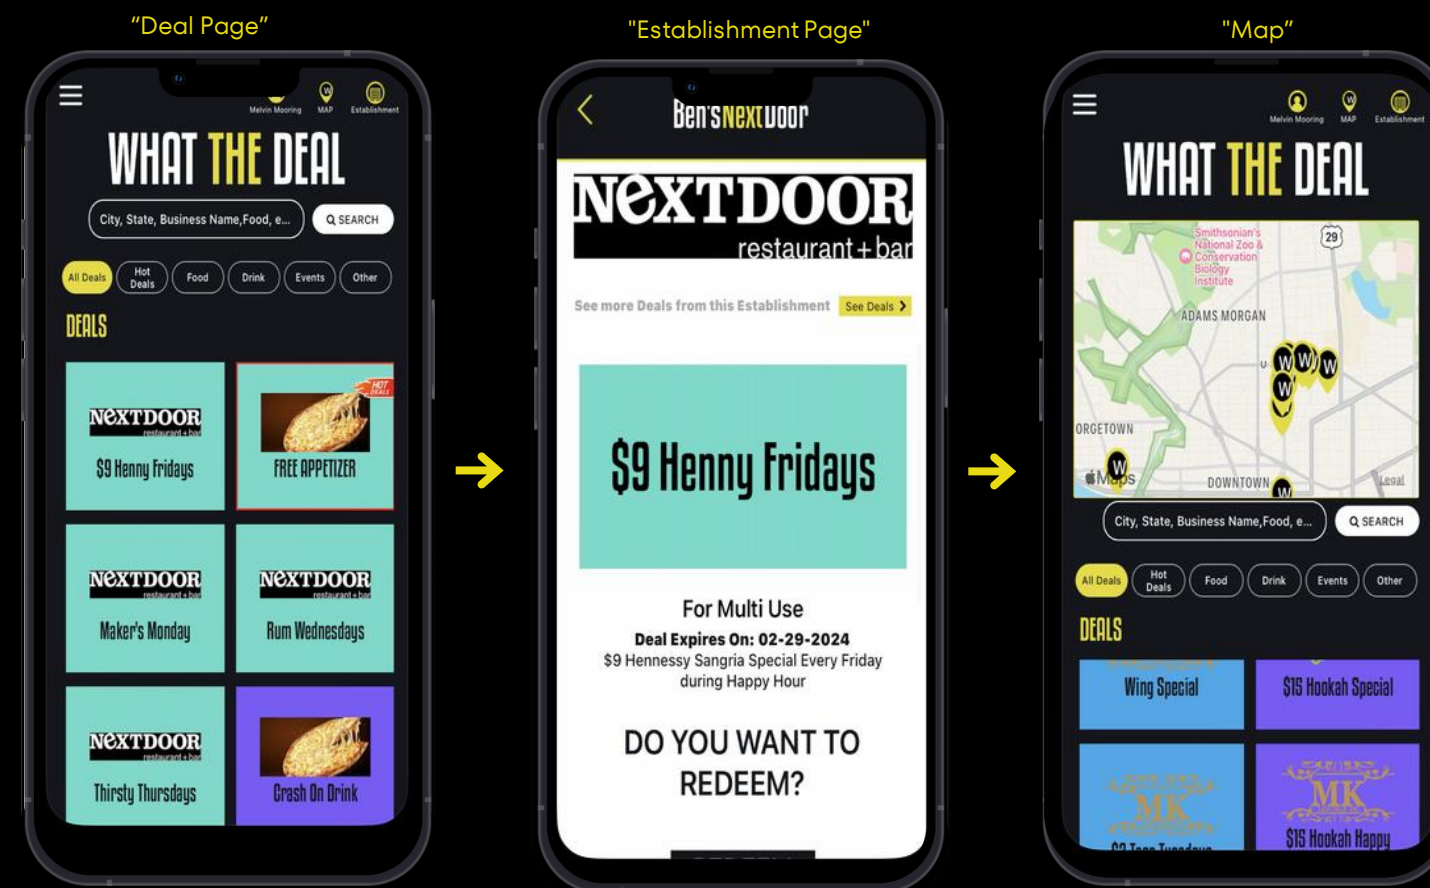 “Deal Page”
Melvin Mooring
MAP
Establishment
WHAT THE DEAL
City, State, Business Name,Food, e...
SEARCH
All Deals
Hot
Deals
Food
Drink
Events
Other
DEALS
NEXTDOOR
restaurant+bar
$9 Henny Fridays
HOT
DEALS
FREE APPETIZER
NEXTDOOR
restaurant+bar
Maker's Monday
NEXTDOOR
restaurant+bar
Rum Wednesdays
NEXTDOOR
restaurant+bar
Thirsty Thursdays
Crash On Drink
"Establishment Page"
Ben's Next Door
NEXTDOOR
restaurant+bar
See more Deals from this Establishment
See Deals
$9 Henny Fridays
For Multi Use
Deal Expires On: 02-29-2024
$9 Hennessy Sangria Special Every Friday
during Happy Hour
DO YOU WANT TO
REDEEM?
"Map”
W
Melvin Mooring
MAP
Establishment
WHAT THE DEAL
Smithsonian's
National Zoo &
Conservation
Biology
Institute
29
ADAMS MORGAN
U
W
W
W
W
ORGETOWN
W
Maps
DOWNTOWN
W
Legal
City, State, Business Name,Food, e...
SEARCH
All Deals
Hot
Deals
Food
Drink
Events
Other
DEALS
Wing Special
$15 Hookah Special
MK
MK
$15 Hookah Happy